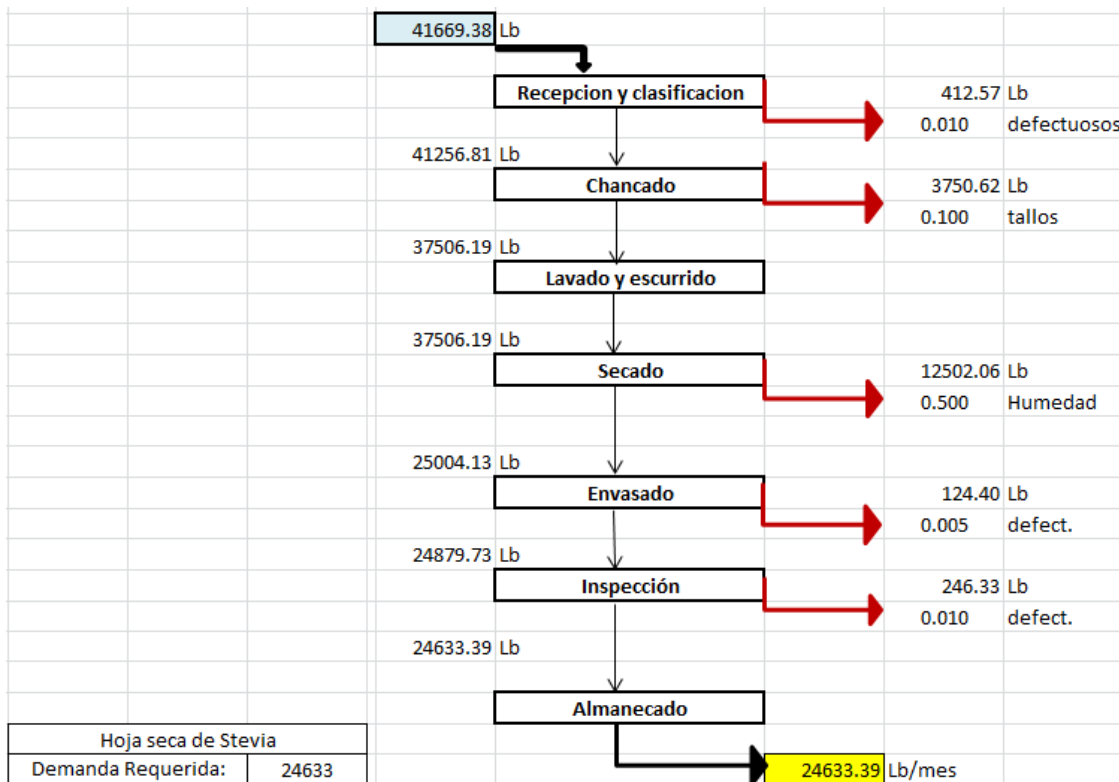 41669.38 Lb
Recepcion y clasificacion 412.57 Lb
0.010 defectuosos
41256.81 Lb
Chancado 3750.62 Lb
0.100 tallos
37506.19 Lb
Lavado y escurrido
37506.19 Lb
Secado 12502.06 Lb
0.500 Humedad
25004.13 Lb
Envasado 124.40 Lb
0.005 defect.
24879.73 Lb
Inspección 246.33 Lb
0.010 defect.
24633.39 Lb
Almanecado
Hoja seca de Stevia
Demanda Requerida: 24633 24633.39 Lb/mes